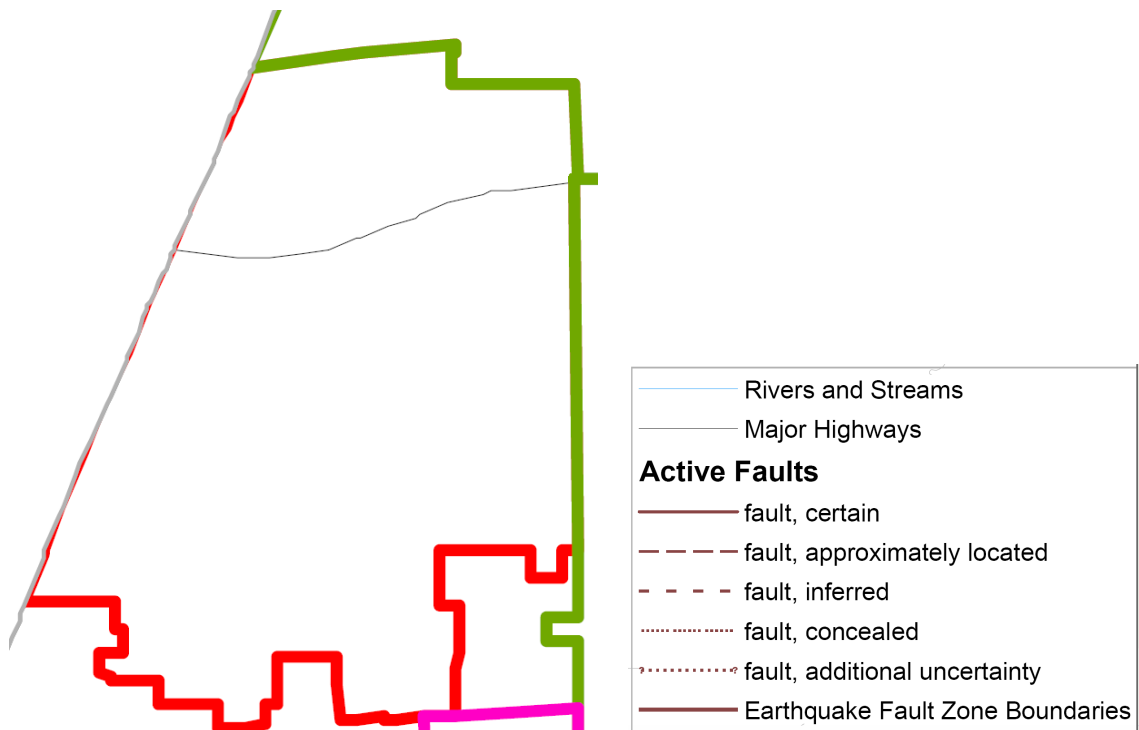 Rivers and Streams
Major Highways
Active Faults
fault, certain
fault, approximately located
fault, inferred
fault, concealed
? ? fault, additional uncertainty
Earthquake Fault Zone Boundaries